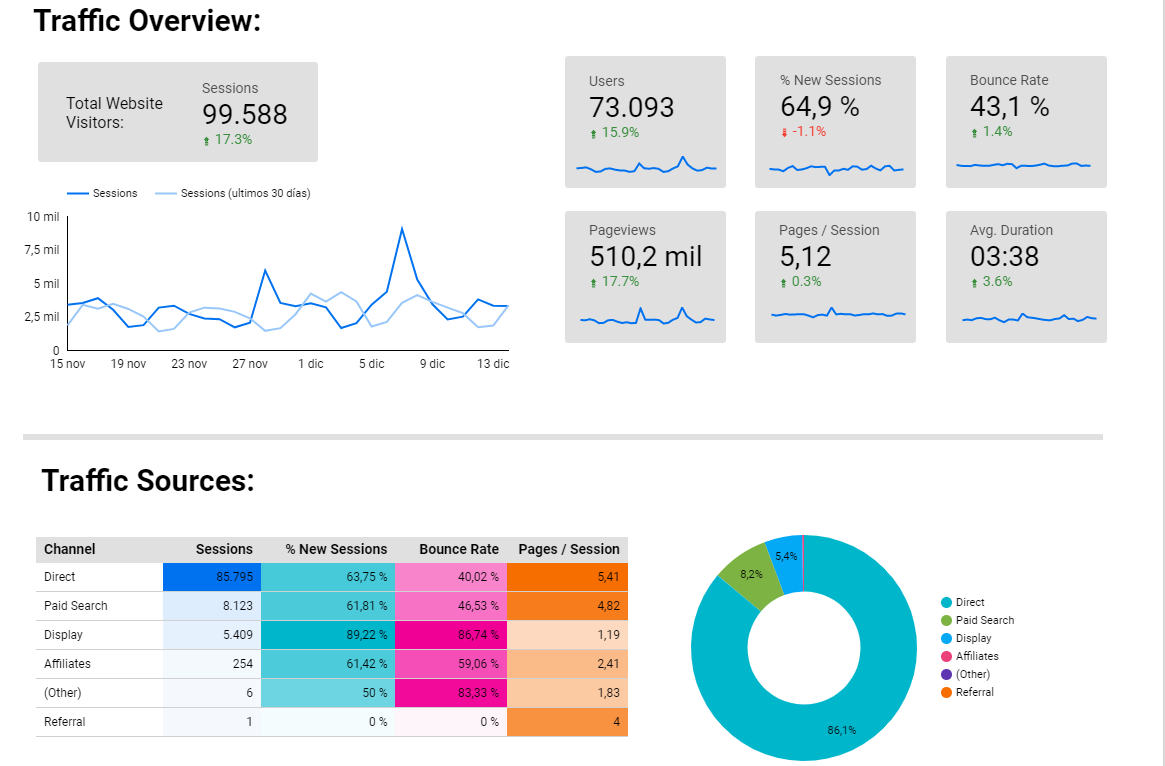 Traffic Overview:
Total Website
Visitors:
Sessions
99.588
17.3%
Users
73.093
15.9%
% New Sessions
64,9 %
-1.1%
Bounce Rate
43,1 %
1.4%
Sessions
Sessions (ultimos 30 días)
10 mil
7,5 mil
5 mil
2,5 mil
0
15 nov 19 nov 23 nov 27 nov 1 dic 5 dic 9 dic 13 dic
Pageviews
510,2 mil
17.7%
Pages / Session
5,12
0.3%
Avg. Duration
03:38
3.6%
Traffic Sources:
Channel Sessions % New Sessions Bounce Rate Pages / Session
Direct 85.795 63,75 % 40,02 % 5,41
Paid Search 8.123 61,81 % 46,53 % 4,82
Display 5.409 89,22 % 86,74 % 1,19
Affiliates 254 61,42 % 59,06 % 2,41
(Other) 6 50 % 83,33 % 1,83
Referral 1 0 % 0 % 4
5,4%
8,2%
86,1%
Direct
Paid Search
Display
Affiliates
(Other)
Referral